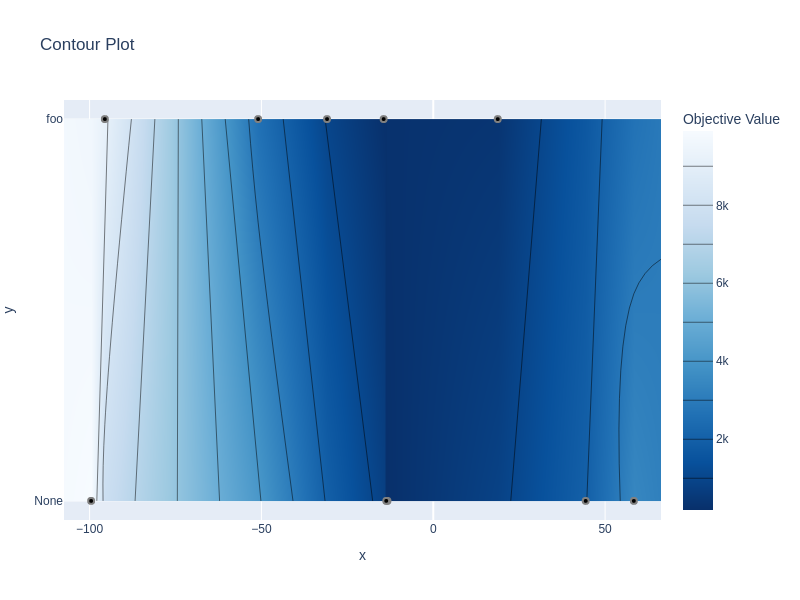 Contour Plot
Objective Value
foo
8k
6k
y
4k
2k
None
−100
−50
0
50
x